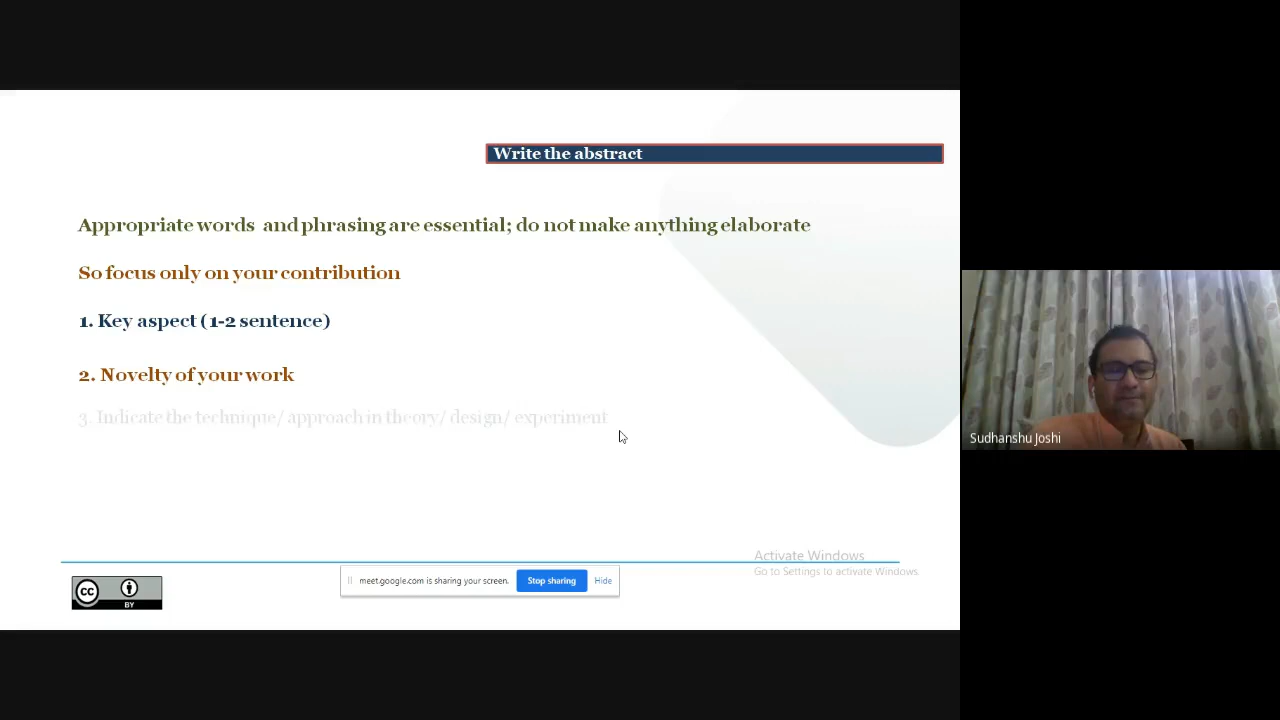 Write the abstract
Appropriate words and phrasing are essential; do not make anything elaborate
So focus only on your contribution
1. Key aspect (1-2 sentence)
2. Novelty of your work
3. Indicate the technique/ approach in theory/ design/ experiment
Sudhanshu Joshi
Activate Windows
Go to Settings to activate Windows.
meet.google.com is sharing your screen. Stop sharing Hide
cc
BY